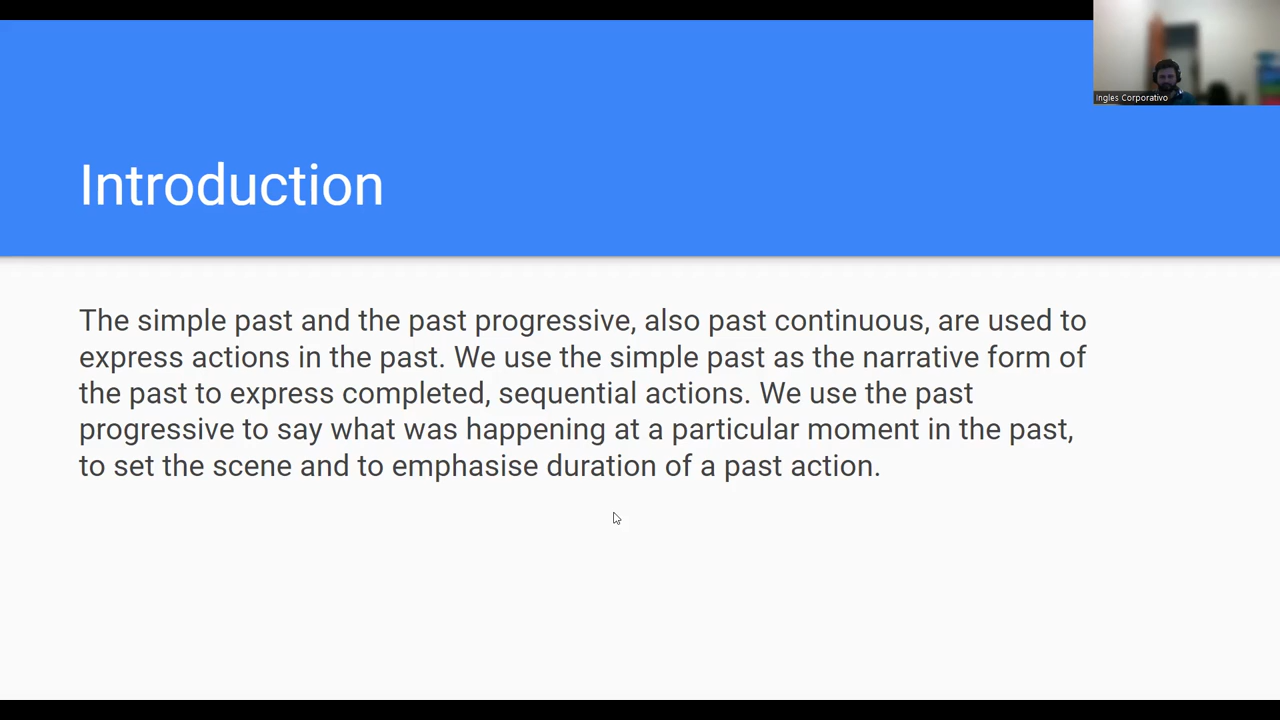 Ingles Corporativo
Introduction
The simple past and the past progressive, also past continuous, are used to
express actions in the past. We use the simple past as the narrative form of
the past to express completed, sequential actions. We use the past
progressive to say what was happening at a particular moment in the past,
to set the scene and to emphasise duration of a past action.